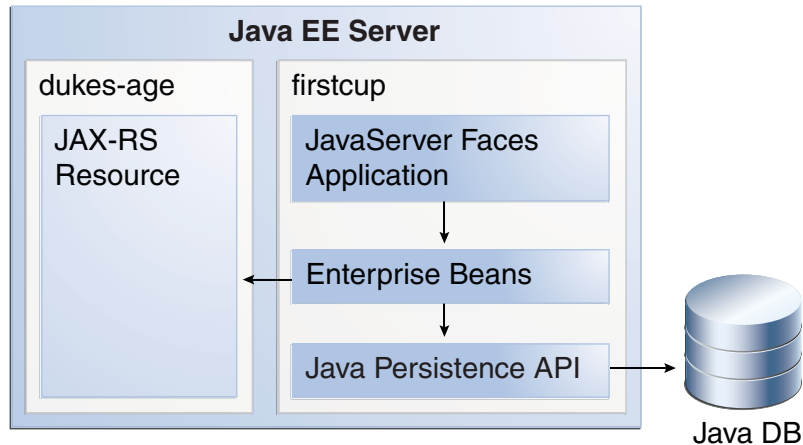 Java EE Server
dukes-age
JAX-RS
Resource
firstcup
JavaServer Faces
Application
Enterprise Beans
Java Persistence API
Java DB